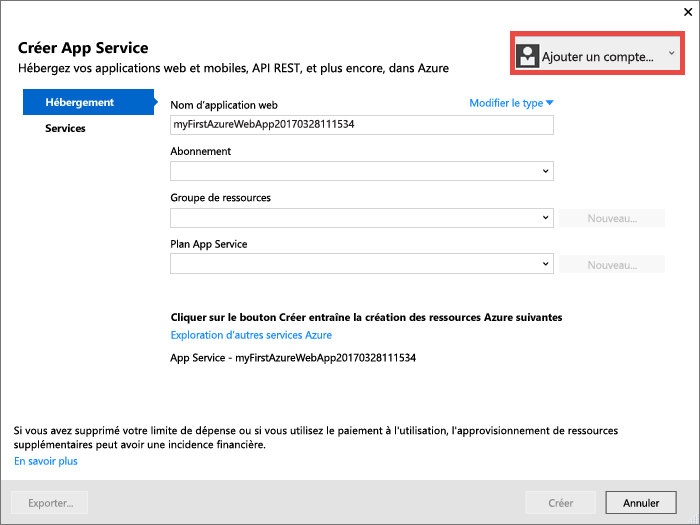 Créer App Service
Hébergez vos applications web et mobiles, API REST, et plus encore, dans Azure
Ajouter un compte...
Hébergement
Services
Nom d'application web
Modifier le type
myFirstAzureWebApp20170328111534
Abonnement
Groupe de ressources
Nouveau...
Plan App Service
Nouveau...
Cliquer sur le bouton Créer entraîne la création des ressources Azure suivantes
Exploration d'autres services Azure
App Service - myFirstAzureWebApp20170328111534
Si vous avez supprimé votre limite de dépense ou si vous utilisez le paiement à l'utilisation, l'approvisionnement de ressources
supplémentaires peut avoir une incidence financière.
En savoir plus
Exporter...
Créer
Annuler